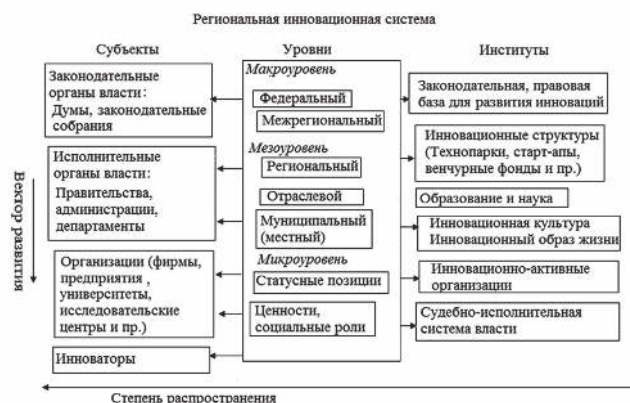 Региональная инновационная система
Субъекты
Уровни
Институты
Законодательные
органы власти:
Думы, законодательные
собрания
Исполнительные
органы власти:
Правительства,
администрации,
департаменты
Организации (фирмы,
предприятия ,
университеты,
исследовательские
центры и пр.)
Инноваторы
Макроуровень
Федеральный
Межрегиональный
Мезоуровень
Региональный
Отраслевой
Муниципальный
(местный)
Микроуровень
Статусные позиции
Ценности,
социальные роли
Законодательная, правовая
база для развития инноваций
Инновационные структуры
(Технопарки, старт-апы,
венчурные фонды и пр.)
Образование и наука
Инновационная культура
Инновационный образ жизни
Инновационно-активные
организации
Судебно-исполнительная
система власти
Вектор
развития
Степень распространения